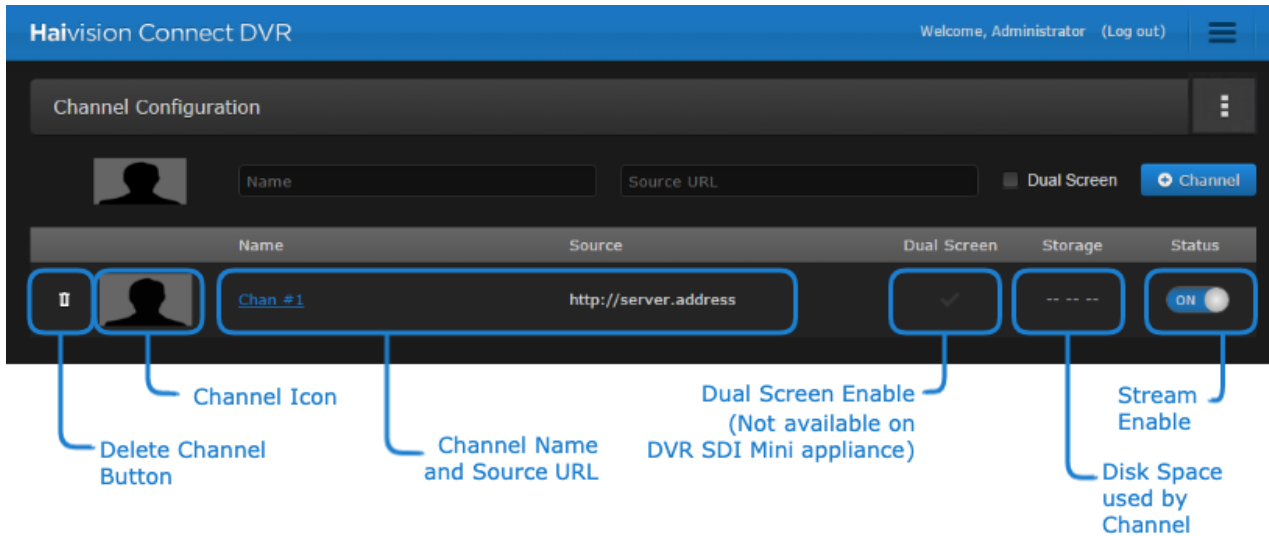 Haivision Connect DVR
Welcome, Administrator (Log out)
Channel Configuration
Name
Source URL
Dual Screen
Channel
Name Source Dual Screen Storage Status
Chan #1 http://server.address -- -- -- ON
Channel Icon
Delete Channel
Button
Channel Name
and Source URL
Dual Screen Enable
(Not available on
DVR SDI Mini appliance)
Stream
Enable
Disk Space
used by
Channel